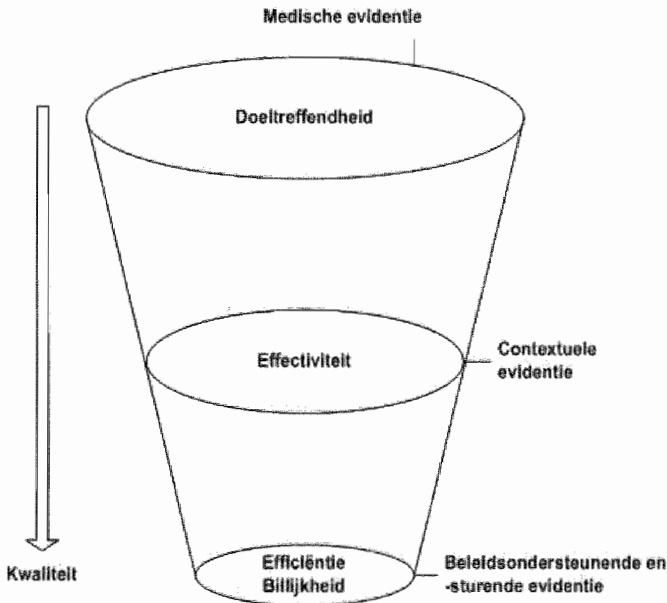 Medische evidentie
Doeltreffendheid
Effectiviteit
Contextuele
evidentie
Kwaliteit
Efficiëntie
Billijkheid
Beleidsondersteunende en
-sturende evidentie